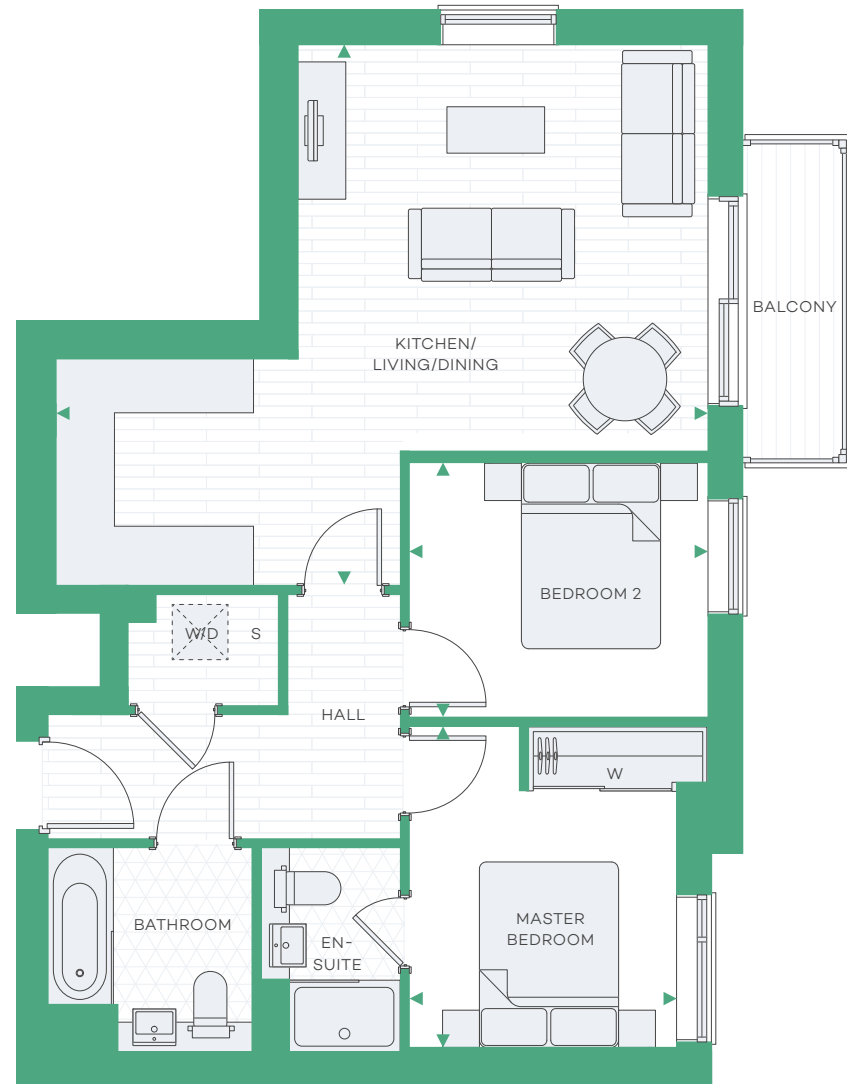 BALCONY
KITCHEN/
LIVING/DINING
BEDROOM 2
W/D
S
HALL
W
BATHROOM
EN-
SUITE
MASTER
BEDROOM